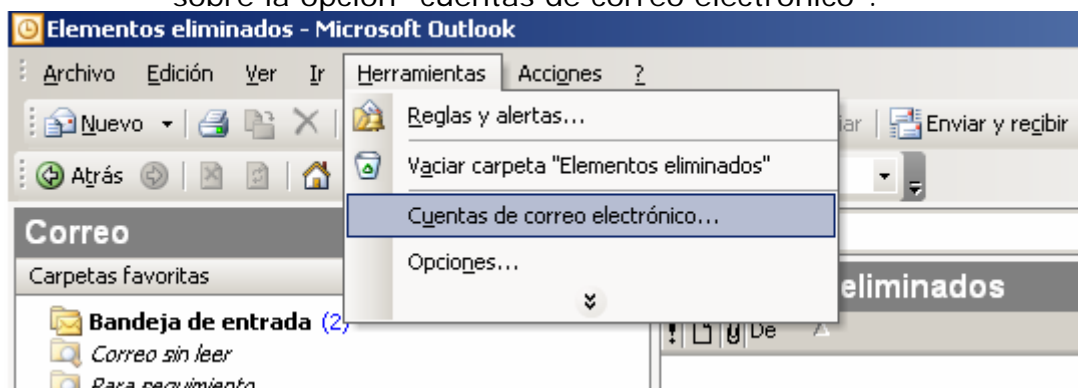 sobre la opción "cuentas de correo electrónico".
Elementos eliminados - Microsoft Outlook
Archivo Edición Ver Ir Herramientas Acciones ?
Nuevo Reglas y alertas... iar Enviar y recibir
Atrás Vaciar carpeta "Elementos eliminados"
Correo Cuentas de correo electrónico...
Carpetas favoritas Opciones... eliminados
Bandeja de entrada (2) De
Correo sin leer
Para seguimiento